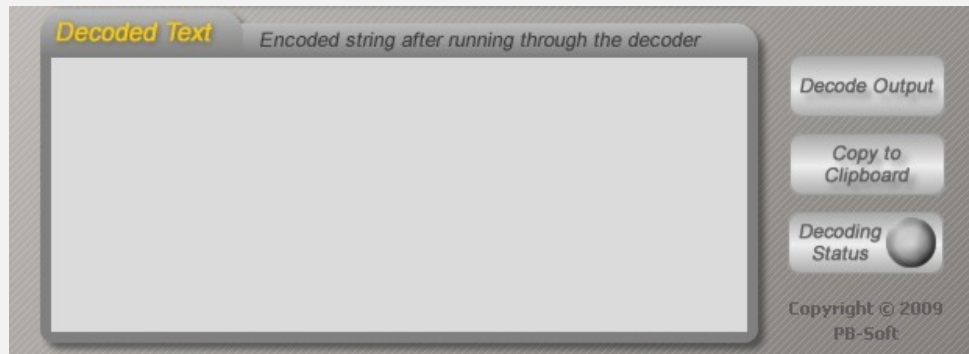 Decoded Text
Encoded string after running through the decoder
Decode Output
Copy to
Clipboard
Decoding
Status
Copyright © 2009
PB-Soft